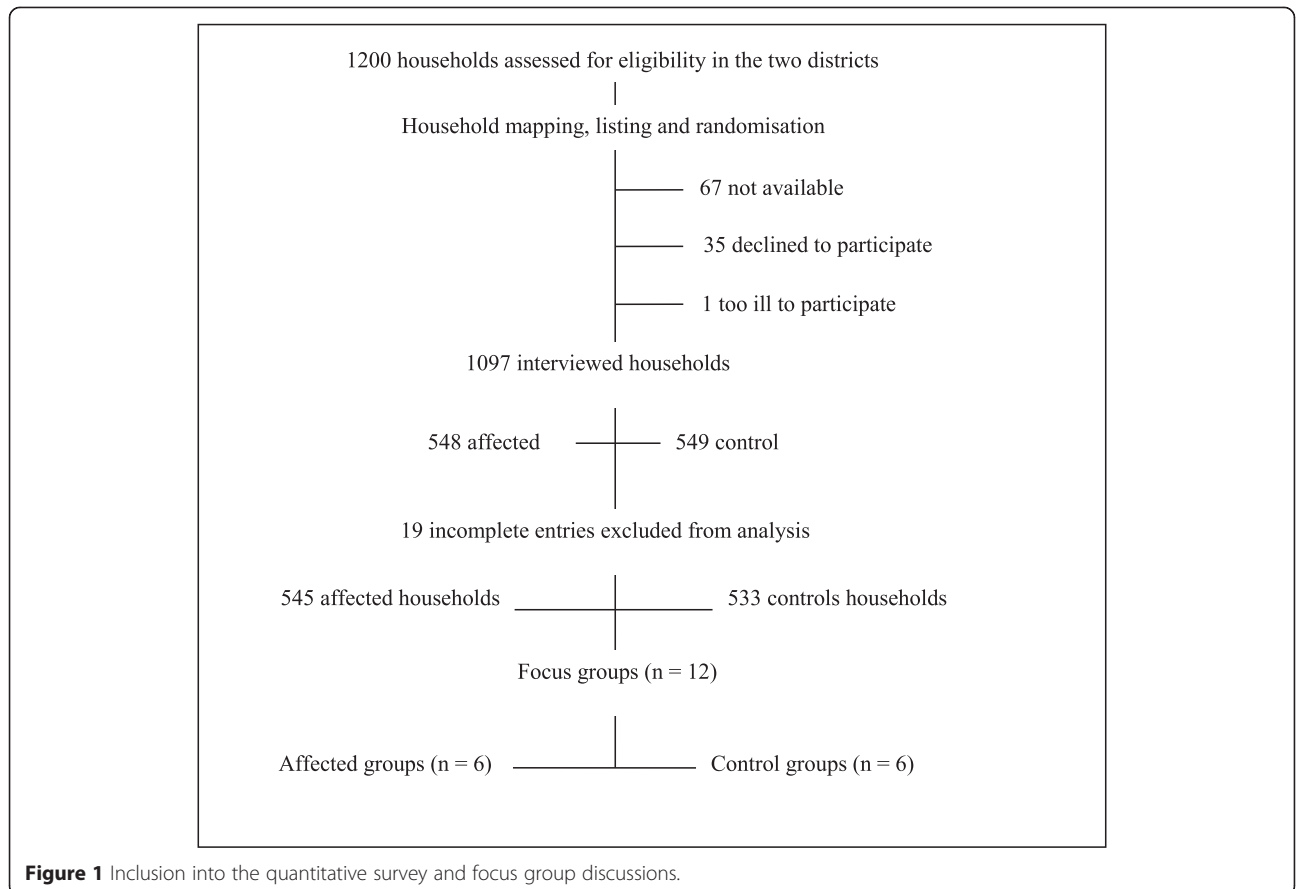 1200 households assessed for eligibility in the two districts
Household mapping, listing and randomisation
67 not available
35 declined to participate
1 too ill to participate
1097 interviewed households
548 affected
549 control
19 incomplete entries excluded from analysis
545 affected households
533 controls households
Focus groups (n = 12)
Affected groups (n = 6)
Control groups (n = 6)
Figure 1 Inclusion into the quantitative survey and focus group discussions.